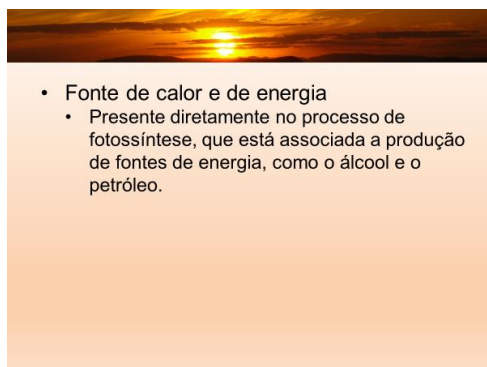 • Fonte de calor e de energia
• Presente diretamente no processo de
fotossíntese, que está associada a produção
de fontes de energia, como o álcool e o
petróleo.